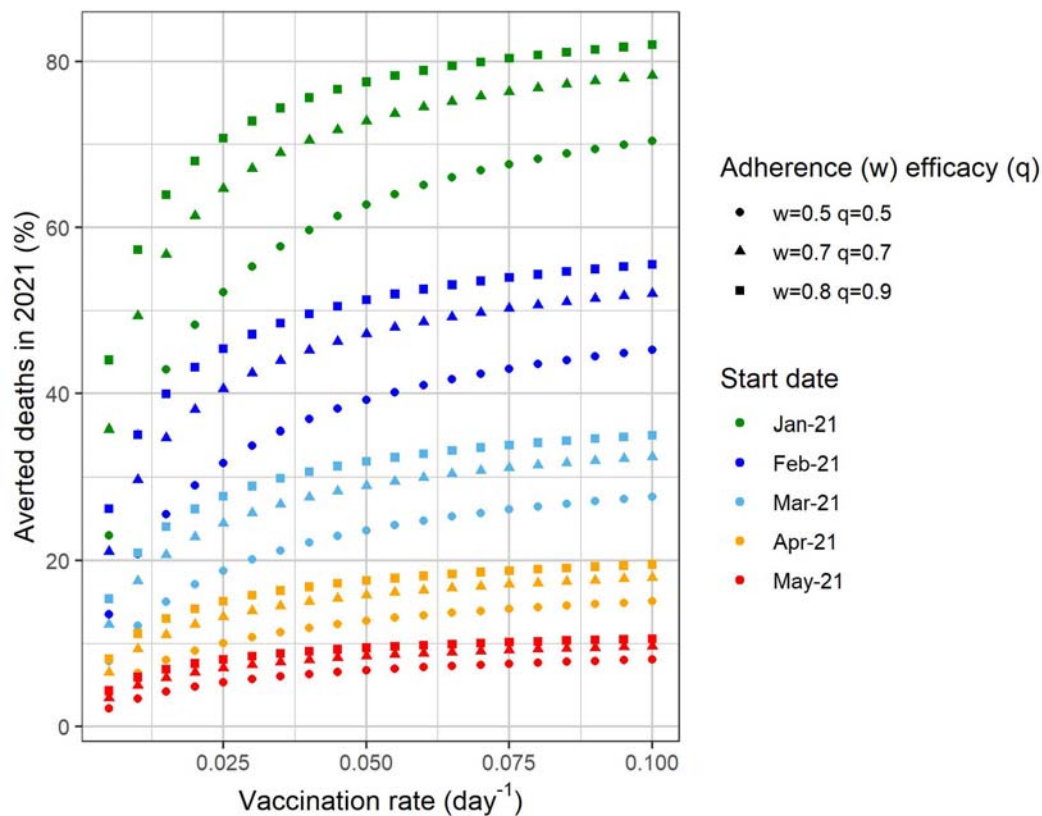 Averted deaths in 2021 (%)
80
60
40
20
0
0.025
0.050
0.075
0.100
Vaccination rate (day⁻¹)
Adherence (w) efficacy (q)
w=0.5 q=0.5
w=0.7 q=0.7
w=0.8 q=0.9
Start date
Jan-21
Feb-21
Mar-21
Apr-21
May-21